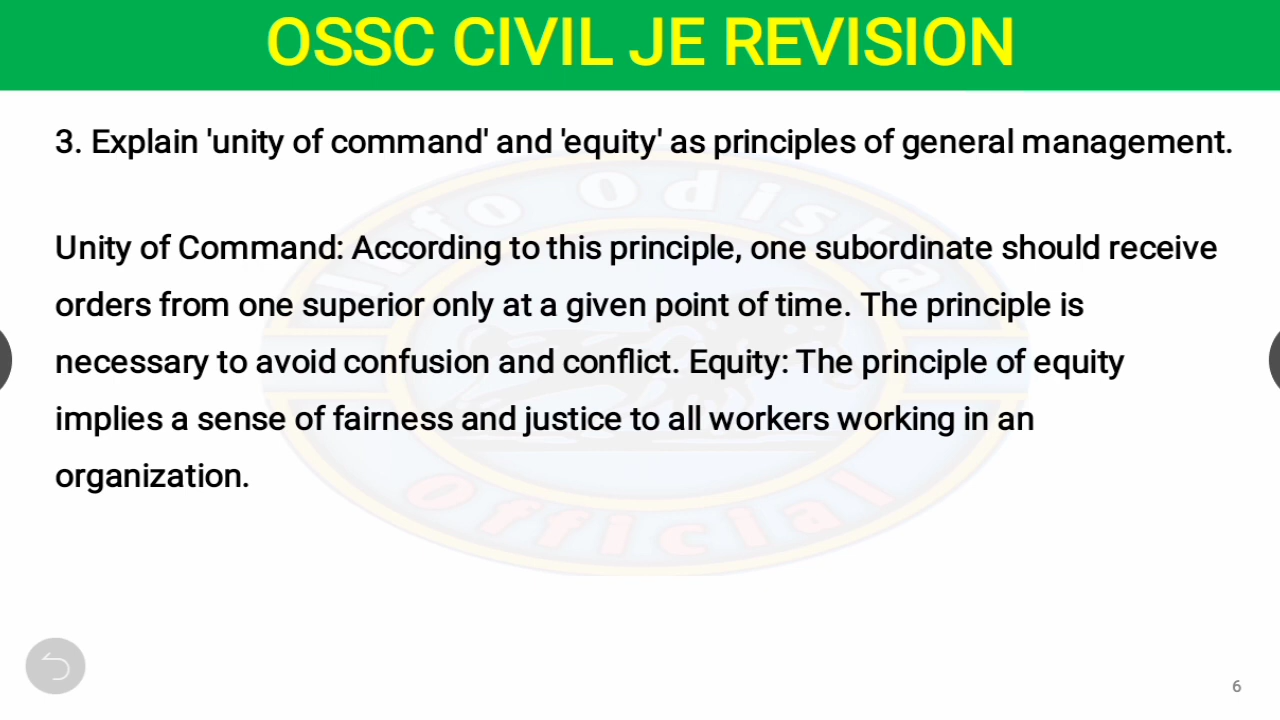 OSSC CIVIL JE REVISION
3. Explain 'unity of command' and 'equity' as principles of general management.
Info Odisha
Unity of Command: According to this principle, one subordinate should receive
orders from one superior only at a given point of time. The principle is
necessary to avoid confusion and conflict. Equity: The principle of equity
implies a sense of fairness and justice to all workers working in an
organization.
Official
6